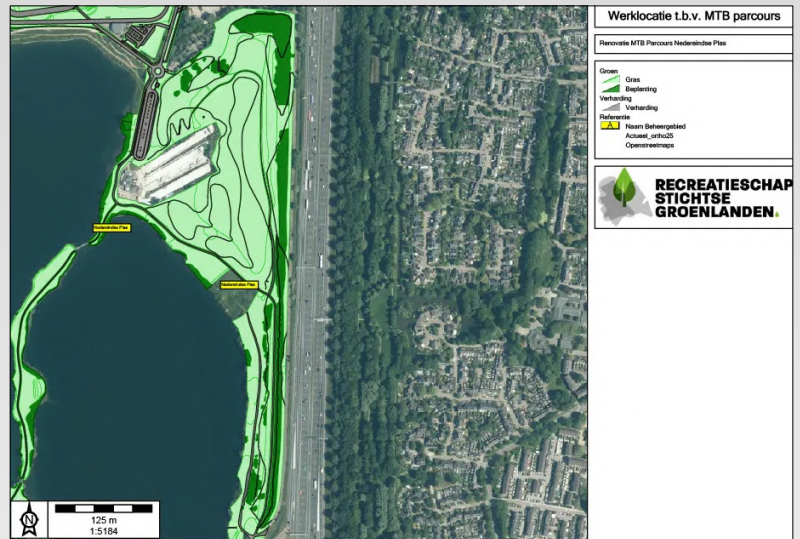 Werklocatie t.b.v. MTB parcours
Renovatie MTB Parcours Nedereindse Plas
Groen
Gras
Beplanting
Verharding
Verharding
Referentie
A Naam Beheergebied
Actueel_ortho25
Openstreetmaps
RECREATIESCHAP
STICHTSE
GROENLANDEN.
Nedereindse Plas
Nedereindse Plas
N
125 m
1:5184